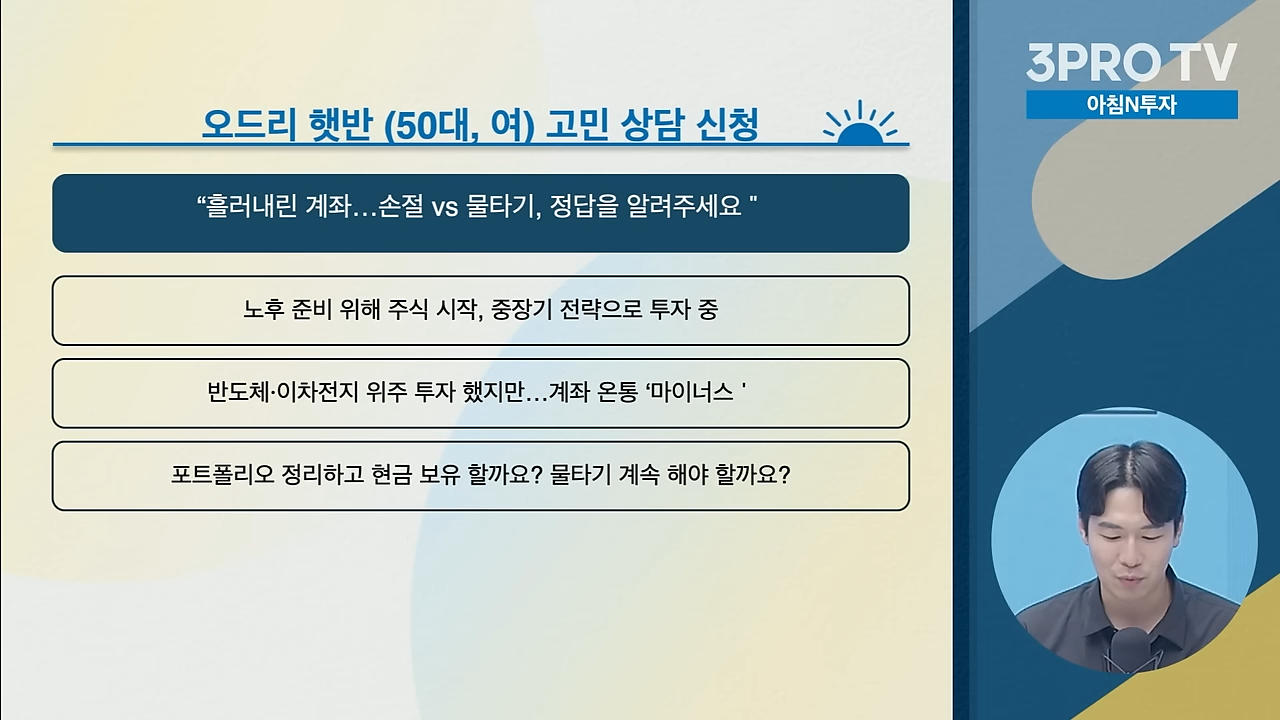 오드리 햇반 (50대, 여) 고민 상담 신청
“흘러내린 계좌...손절 vs 물타기, 정답을 알려주세요 "
노후 준비 위해 주식 시작, 중장기 전략으로 투자 중
반도체·이차전지 위주 투자 했지만...계좌 온통 ‘마이너스 '
포트폴리오 정리하고 현금 보유 할까요? 물타기 계속 해야 할까요?
3PRO TV
아침N투자